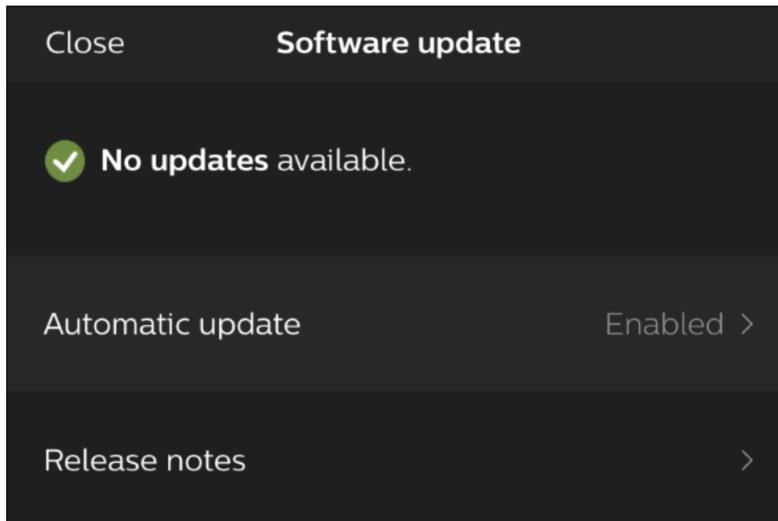 Close Software update
No updates available.
Automatic update Enabled >
Release notes >